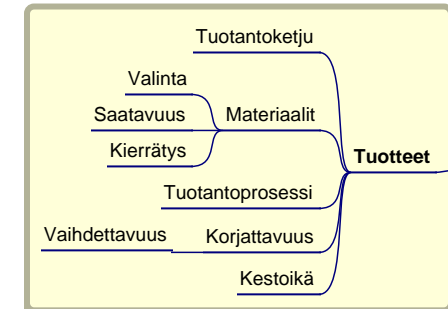 Tuotantoketju
Valinta
Saatavuus
Materiaalit
Kierrätys
Tuotteet
Tuotantoprosessi
Vaihdettavuus
Korjattavuus
Kestoikä